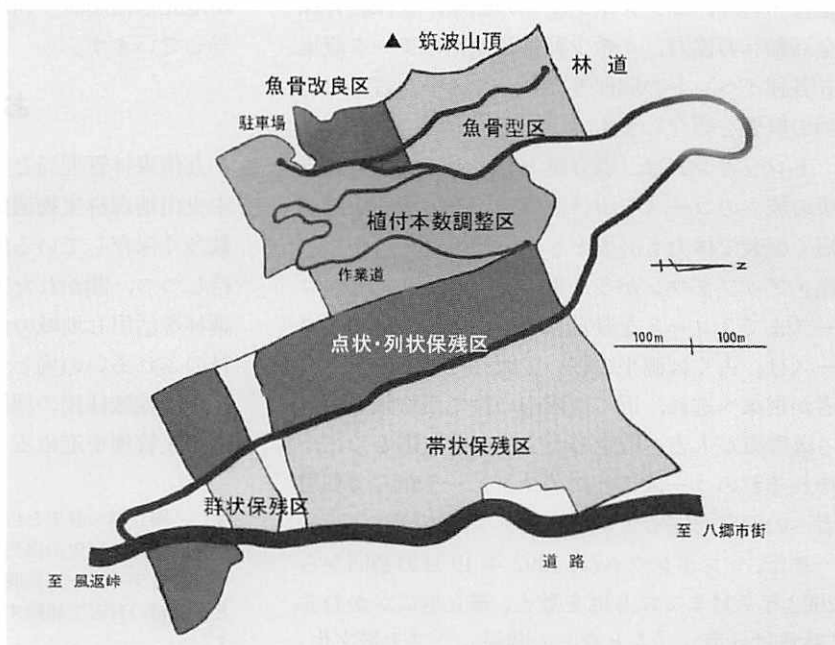 ▲ 筑波山頂
林道
魚骨改良区
駐車場
魚骨型区
植付本数調整区
作業道
N
100m 100m
点状・列状保残区
帯状保残区
群状保残区
至 八郷市街
道路
至 風返峠
お